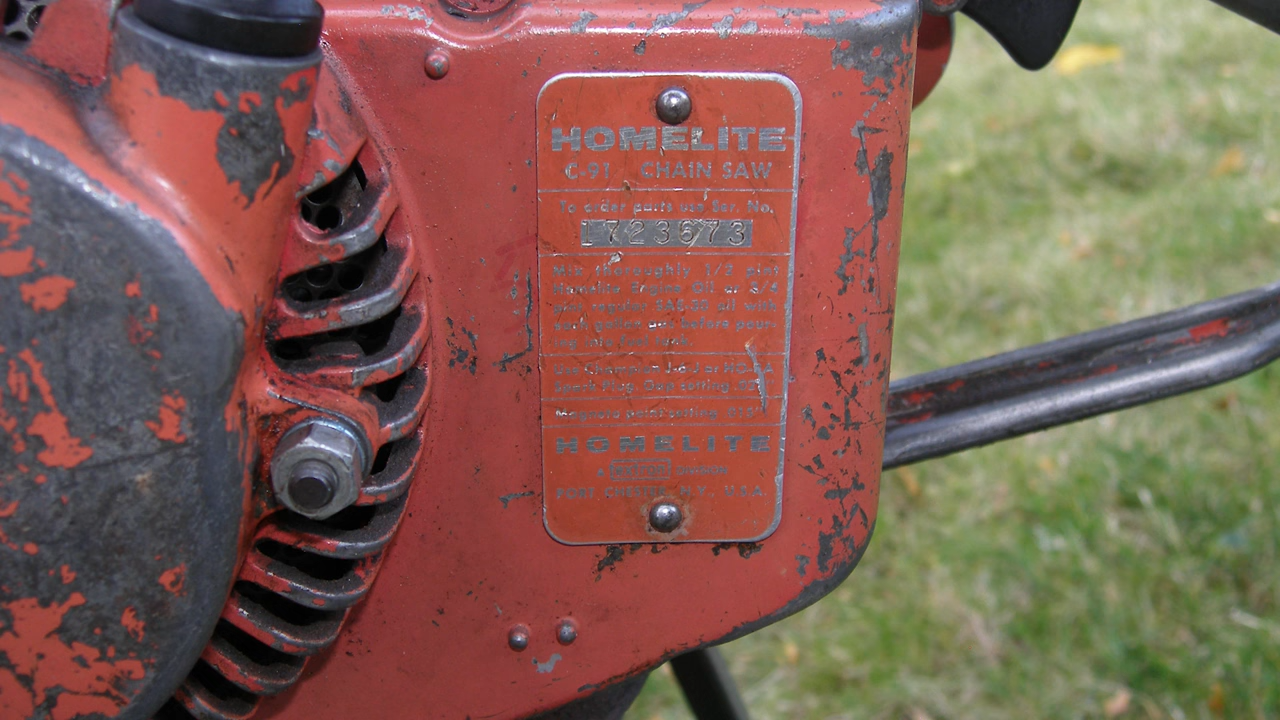 HOMELITE
C-91 CHAIN SAW
To order parts use Ser. No.
1723673
Mix thoroughly 1/2 pint
Homelite Engine Oil or 3/4
pint regular SAE-30 oil with
each gallon gas before pour-
ing into fuel tank.
Use Champion J-6-J or HO-8A
Spark Plug. Gap setting .025"
Magneto point setting .015"
HOMELITE
A textron DIVISION
PORT CHESTER, N.Y., U.S.A.